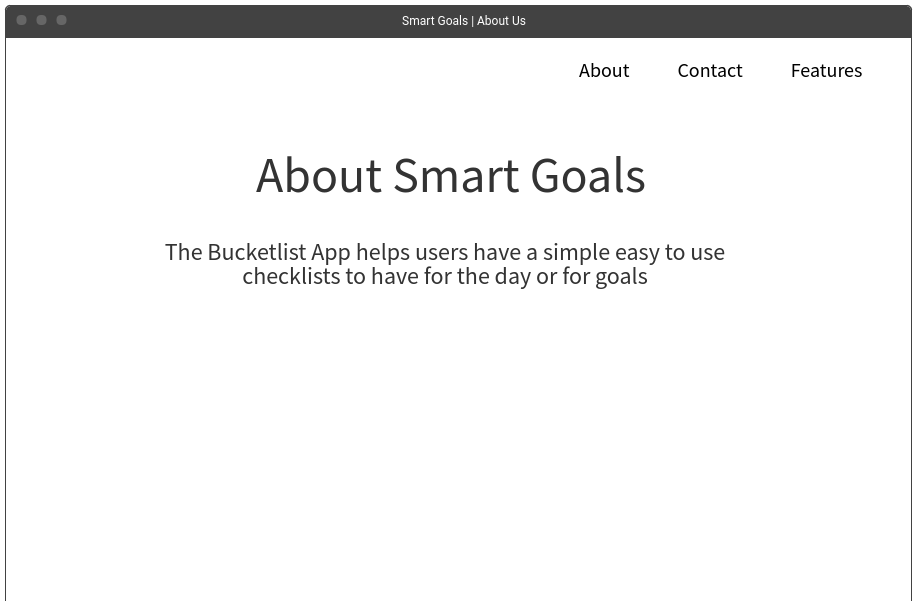 Smart Goals | About Us
About Contact Features
About Smart Goals
The Bucketlist App helps users have a simple easy to use
checklists to have for the day or for goals